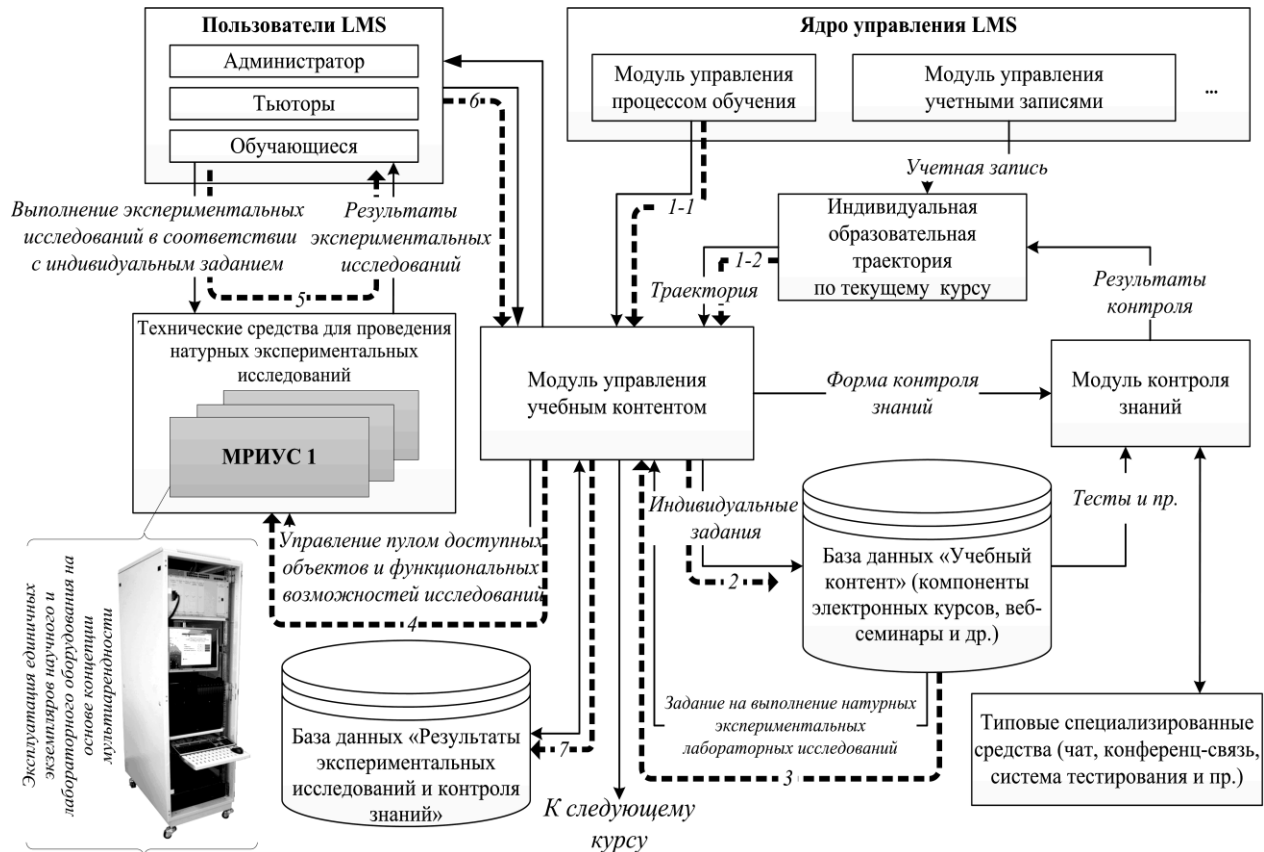 Пользователи LMS
Администратор
Тьюторы
Обучающиеся
Ядро управления LMS
Модуль управления
процессом обучения
Модуль управления
учетными записями
...
6
Учетная запись
1-1
1-2
Индивидуальная
образовательная
траектория
по текущему курсу
Траектория
Результаты
контроля
Выполнение экспериментальных
исследований в соответствии
с индивидуальным заданием
Результаты
экспериментальных
исследований
5
Технические средства для проведения
натурных экспериментальных
исследований
МРИУС 1
Модуль управления
учебным контентом
Форма контроля
знаний
Модуль контроля
знаний
Индивидуальные
задания
Тесты и пр.
2
База данных «Учебный
контент» (компоненты
электронных курсов, веб-
семинары и др.)
Управление пулом доступных
объектов и функциональных
возможностей исследований
4
Эксплуатация единичных
экземпляров научного и
лабораторного оборудования на
основе концепции
мультиарендности
База данных «Результаты
экспериментальных
исследований и контроля
знаний»
7
Задание на выполнение натурных
экспериментальных
лабораторных исследований
3
К следующему
курсу
Типовые специализированные
средства (чат, конференц-связь,
система тестирования и пр.)